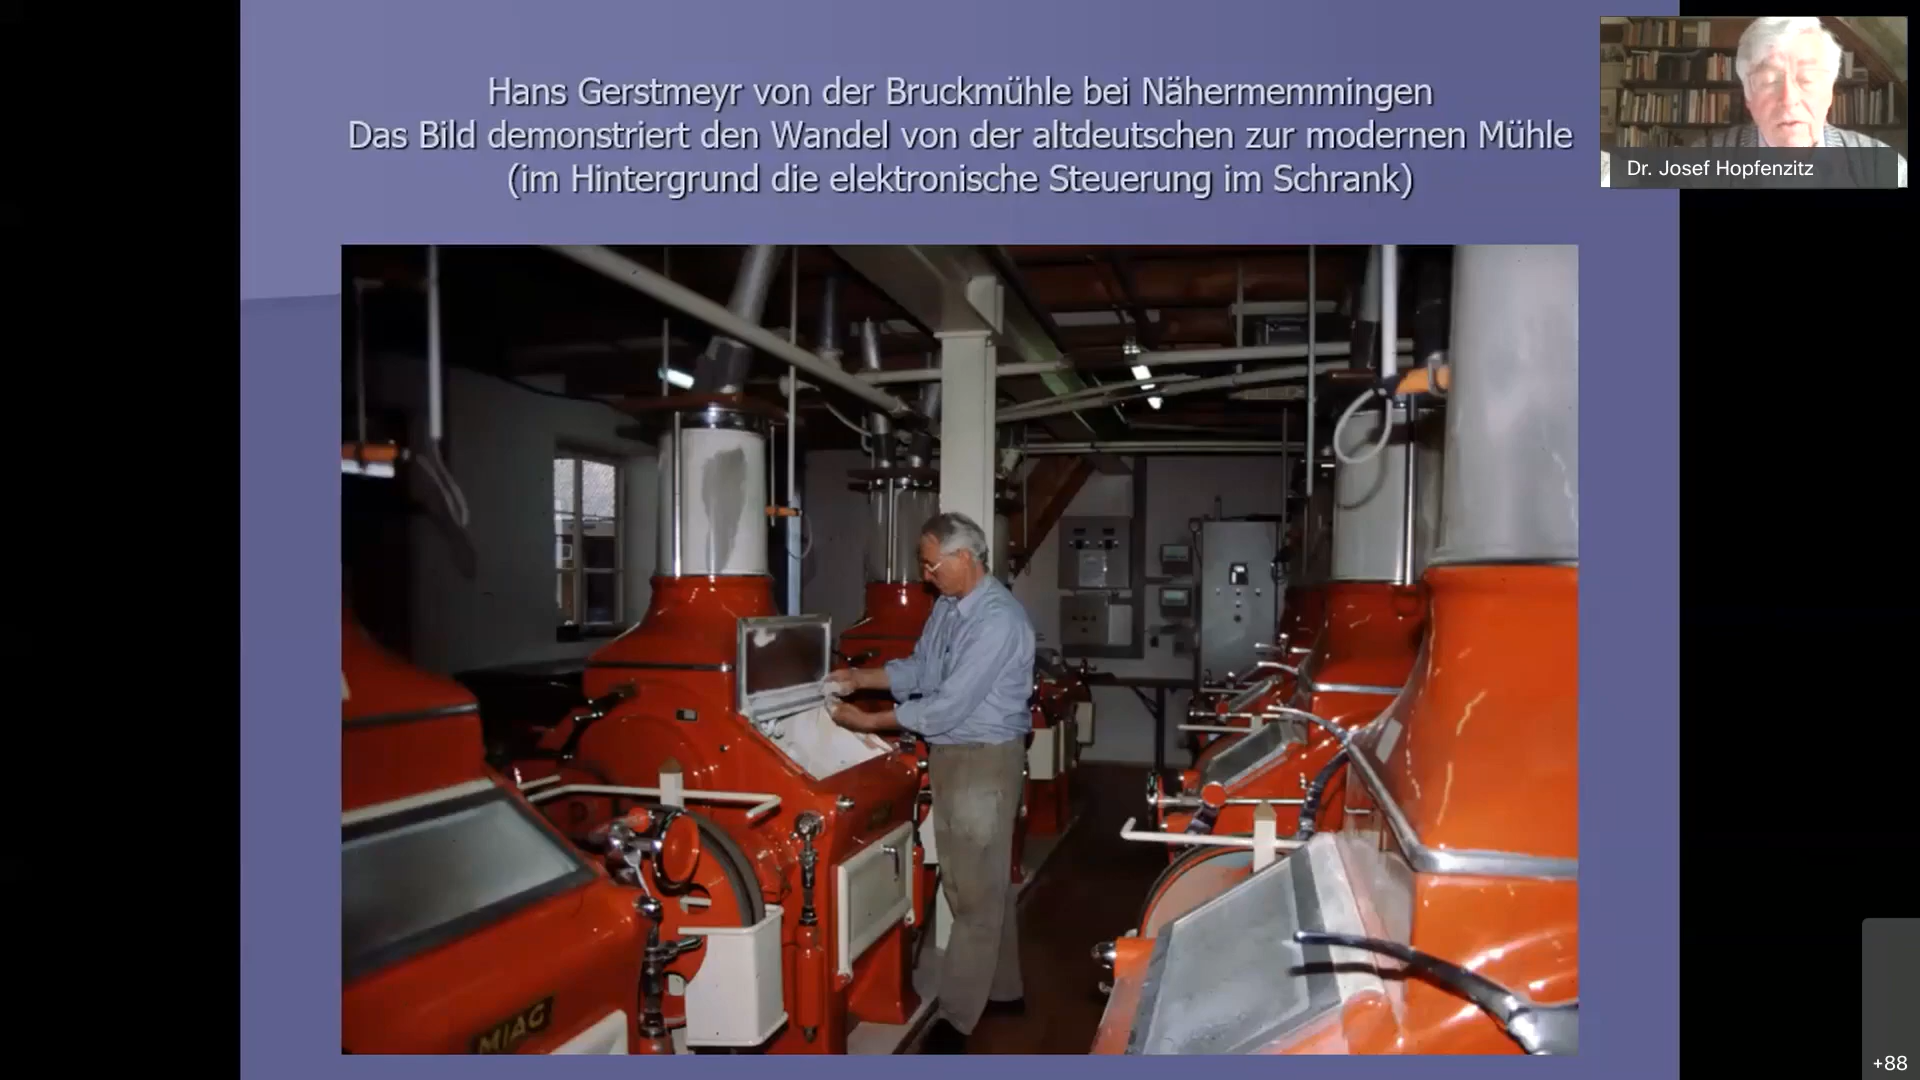 Hans Gerstmeyr von der Bruckmühle bei Nähermemmingen
Das Bild demonstriert den Wandel von der altdeutschen zur modernen Mühle
(im Hintergrund die elektronische Steuerung im Schrank)
Dr. Josef Hopfenzitz
MIAG
+88